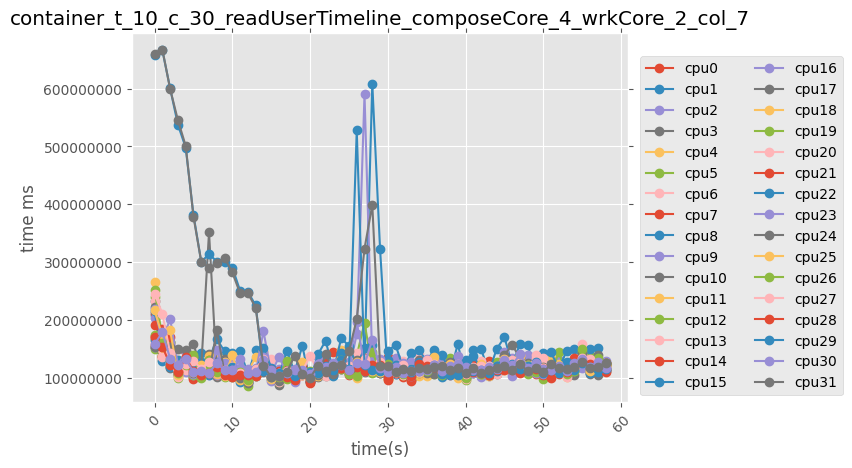 container_t_10_c_30_readUserTimeline_composeCore_4_wrkCore_2_col_7
time ms
600000000
500000000
400000000
300000000
200000000
100000000
0
10
20
30
40
50
60
time(s)
cpu0
cpu1
cpu2
cpu3
cpu4
cpu5
cpu6
cpu7
cpu8
cpu9
cpu10
cpu11
cpu12
cpu13
cpu14
cpu15
cpu16
cpu17
cpu18
cpu19
cpu20
cpu21
cpu22
cpu23
cpu24
cpu25
cpu26
cpu27
cpu28
cpu29
cpu30
cpu31